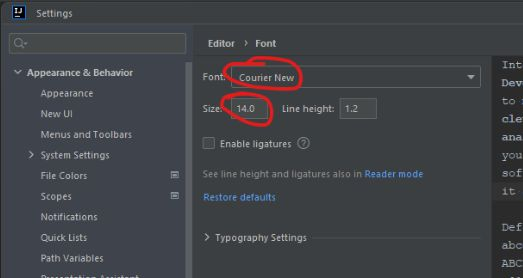 IJ
Settings
Appearance & Behavior
Appearance
New UI
Menus and Toolbars
System Settings
File Colors
Scopes
Notifications
Quick Lists
Path Variables
Presentation Assistant
Editor › Font
Font: Courier New
Size: 14.0 Line height: 1.2
Enable ligatures ?
See line height and ligatures also in Reader mode
Restore defaults
Typography Settings
Int
Dev
to
cle
ana
you
sof
it
Def
abc
ABC